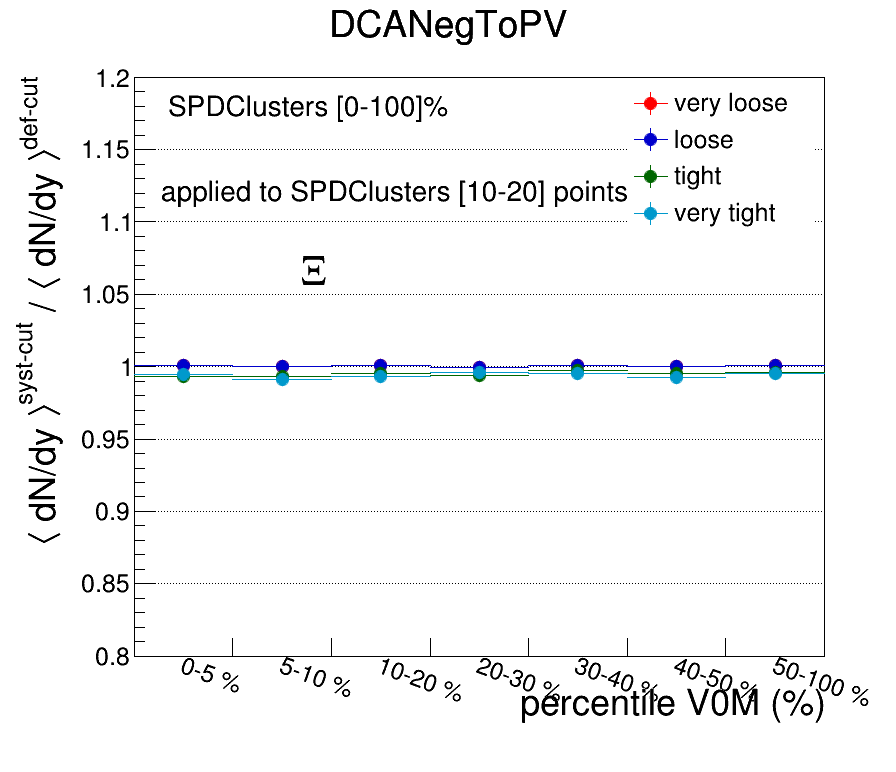 DCANegToPV
SPDClusters [0-100]%
applied to SPDClusters [10-20] points
Ξ
very loose
loose
tight
very tight
⟨ dN/dy ⟩^syst-cut / ⟨ dN/dy ⟩^def-cut
1.2
1.15
1.1
1.05
1
0.95
0.9
0.85
0.8
0-5 %
5-10 %
10-20 %
20-30 %
30-40 %
40-50 %
50-100 %
percentile V0M (%)